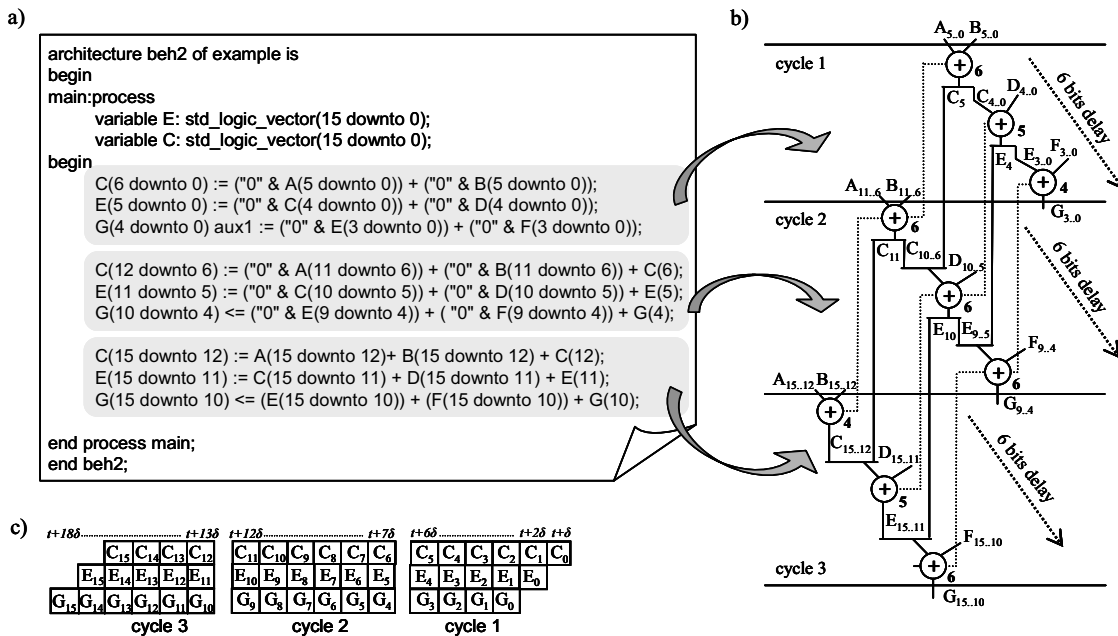 a)
architecture beh2 of example is
begin
main:process
variable E: std_logic_vector(15 downto 0);
variable C: std_logic_vector(15 downto 0);
begin
C(6 downto 0) := ("0" & A(5 downto 0)) + ("0" & B(5 downto 0));
E(5 downto 0) := ("0" & C(4 downto 0)) + ("0" & D(4 downto 0));
G(4 downto 0) aux1 := ("0" & E(3 downto 0)) + ("0" & F(3 downto 0));
C(12 downto 6) := ("0" & A(11 downto 6)) + ("0" & B(11 downto 6)) + C(6);
E(11 downto 5) := ("0" & C(10 downto 5)) + ("0" & D(10 downto 5)) + E(5);
G(10 downto 4) <= ("0" & E(9 downto 4)) + ( "0" & F(9 downto 4)) + G(4);
C(15 downto 12) := A(15 downto 12)+ B(15 downto 12) + C(12);
E(15 downto 11) := C(15 downto 11) + D(15 downto 11) + E(11);
G(15 downto 10) <= (E(15 downto 10)) + (F(15 downto 10)) + G(10);
end process main;
end beh2;
b)
A5..0 B5..0
cycle 1
+ 6
C5 C4..0 D4..0
+ 5
E4 E3..0 F3..0
+ 4
G3..0
6 bits delay
A11..6 B11..6
cycle 2
+ 6
C11 C10..6 D10..5
+ 6
E10 E9..5 F9..4
+ 6
G9..4
6 bits delay
A15..12 B15..12
+ 4
C15..12 D15..11
+ 5
E15..11 F15..10
+ 6
cycle 3
G15..10
6 bits delay
c)
t+18δ t+13δ t+12δ t+7δ t+6δ t+2δ t+δ
C15 C14 C13 C12 C11 C10 C9 C8 C7 C6 C5 C4 C3 C2 C1 C0
E15 E14 E13 E12 E11 E10 E9 E8 E7 E6 E5 E4 E3 E2 E1 E0
G15 G14 G13 G12 G11 G10 G9 G8 G7 G6 G5 G4 G3 G2 G1 G0
cycle 3 cycle 2 cycle 1